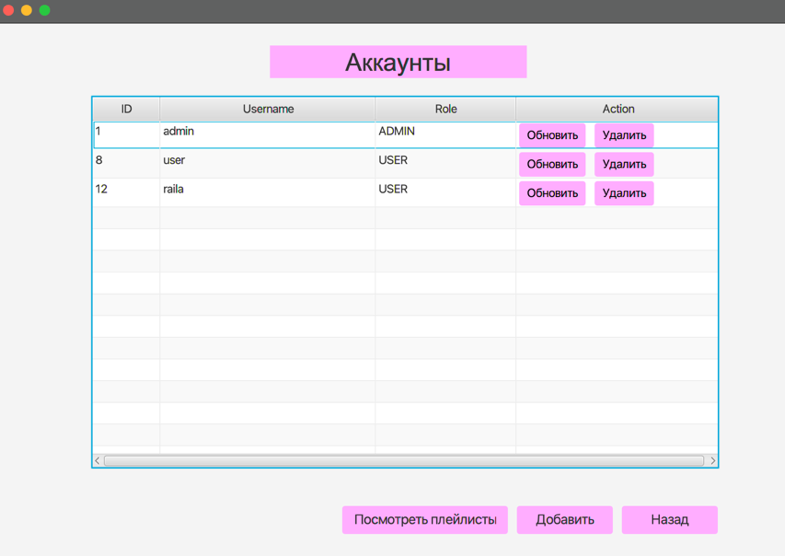 Аккаунты
ID Username Role Action
1 admin ADMIN Обновить Удалить
8 user USER Обновить Удалить
12 raila USER Обновить Удалить
Посмотреть плейлисты Добавить Назад